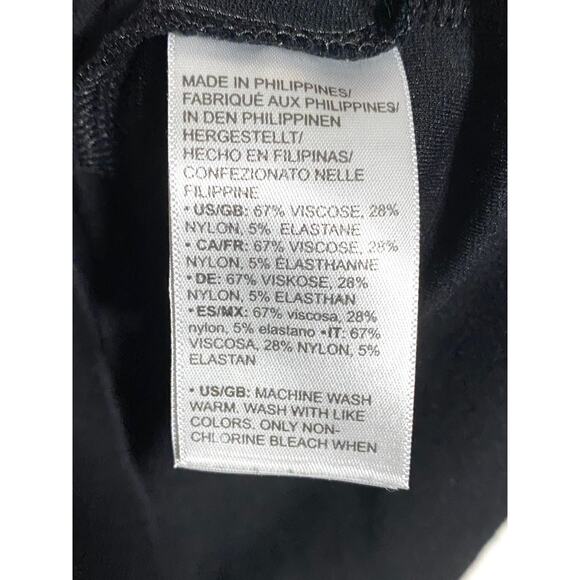 MADE IN PHILIPPINES/
FABRIQUÉ AUX PHILIPPINES/
IN DEN PHILIPPINEN
HERGESTELLT/
HECHO EN FILIPINAS/
CONFEZIONATO NELLE
FILIPPINE
• US/GB: 67% VISCOSE, 28%
NYLON, 5% ELASTANE
• CA/FR: 67% VISCOSE, 28%
NYLON, 5% ÉLASTHANNE
• DE: 67% VISKOSE, 28%
NYLON, 5% ELASTHAN
• ES/MX: 67% viscosa, 28%
nylon, 5% elastano • IT: 67%
VISCOSA, 28% NYLON, 5%
ELASTAN
• US/GB: MACHINE WASH
WARM. WASH WITH LIKE
COLORS. ONLY NON-
CHLORINE BLEACH WHEN